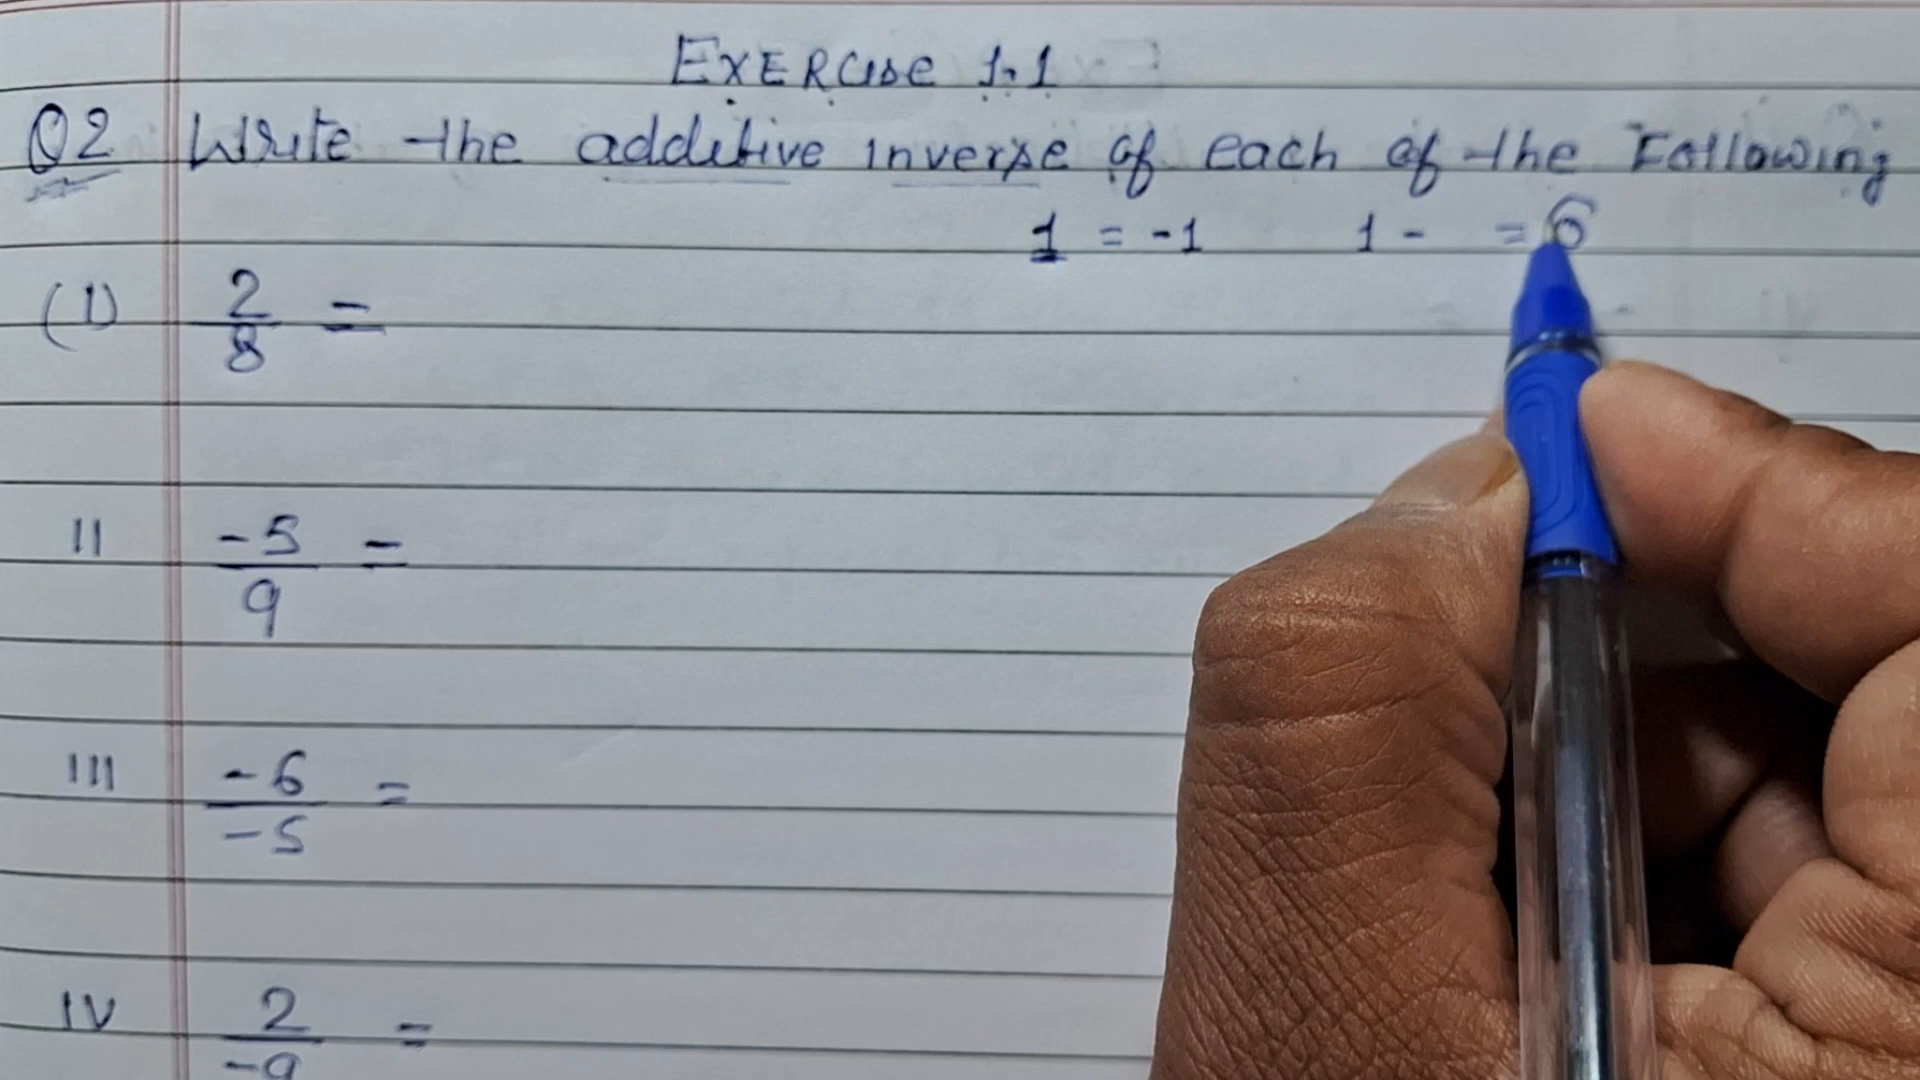 EXERCISE 1.1
Q2 Write the additive inverse of each of the Following
1 = -1 1 - = 6
(I) 2/8 =
II -5/9 =
III -6/-5 =
IV 2/-9 =